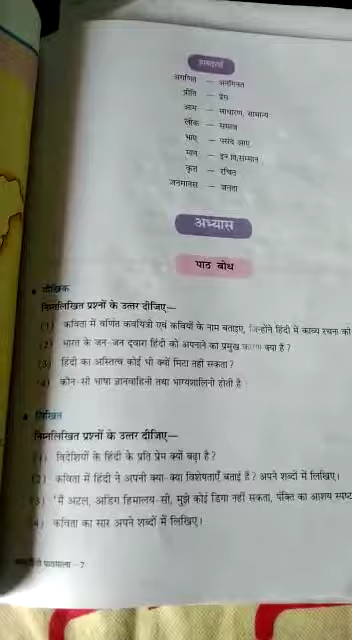 शब्दार्थ
अगणित — अनगिनत
प्रीति — प्रेम
आम — साधारण, सामान्य
लोक — समाज
भाए — पसंद आए
मान — इज़्ज़त, सम्मान
कृत — रचित
जनमानस — जनता
अभ्यास
पाठ बोध
मौखिक
निम्नलिखित प्रश्नों के उत्तर दीजिए—
(1) कविता में वर्णित कवयित्री एवं कवियों के नाम बताइए, जिन्होंने हिंदी में काव्य रचना की
(2) भारत के जन-जन द्वारा हिंदी को अपनाने का प्रमुख कारण क्या है?
(3) हिंदी का अस्तित्व कोई भी क्यों मिटा नहीं सकता?
(4) कौन-सी भाषा ज्ञानवाहिनी तथा भाग्यशालिनी होती है
लिखित
निम्नलिखित प्रश्नों के उत्तर दीजिए—
(1) विदेशियों के हिंदी के प्रति प्रेम क्यों बढ़ा है?
(2) कविता में हिंदी ने अपनी क्या-क्या विशेषताएँ बताई हैं? अपने शब्दों में लिखिए।
(3) 'मैं अटल, अडिग हिमालय-सी, मुझे कोई डिगा नहीं सकता, पंक्ति का आशय स्पष्ट
(4) कविता का सार अपने शब्दों में लिखिए।
पाठमाला - 7